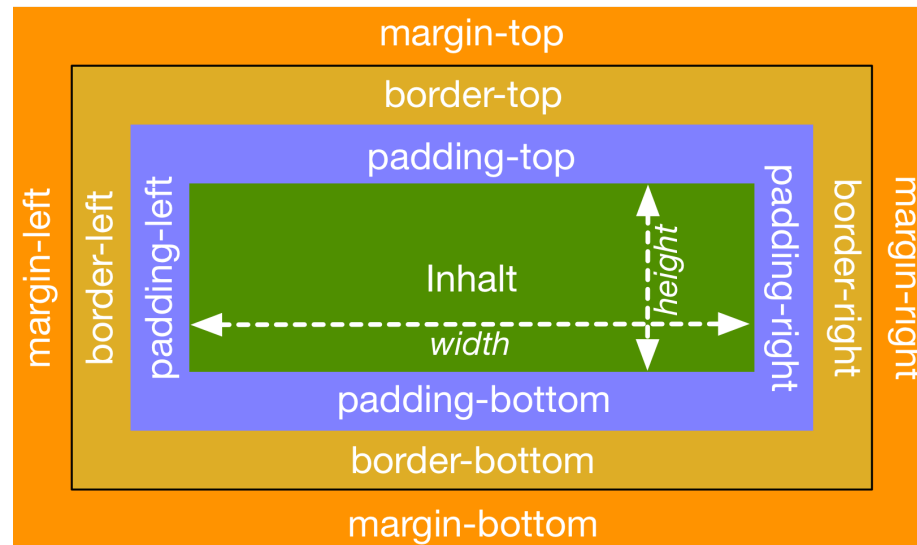 margin-top
border-top
padding-top
margin-left
border-left
padding-left
Inhalt
height
width
padding-right
border-right
margin-right
padding-bottom
border-bottom
margin-bottom